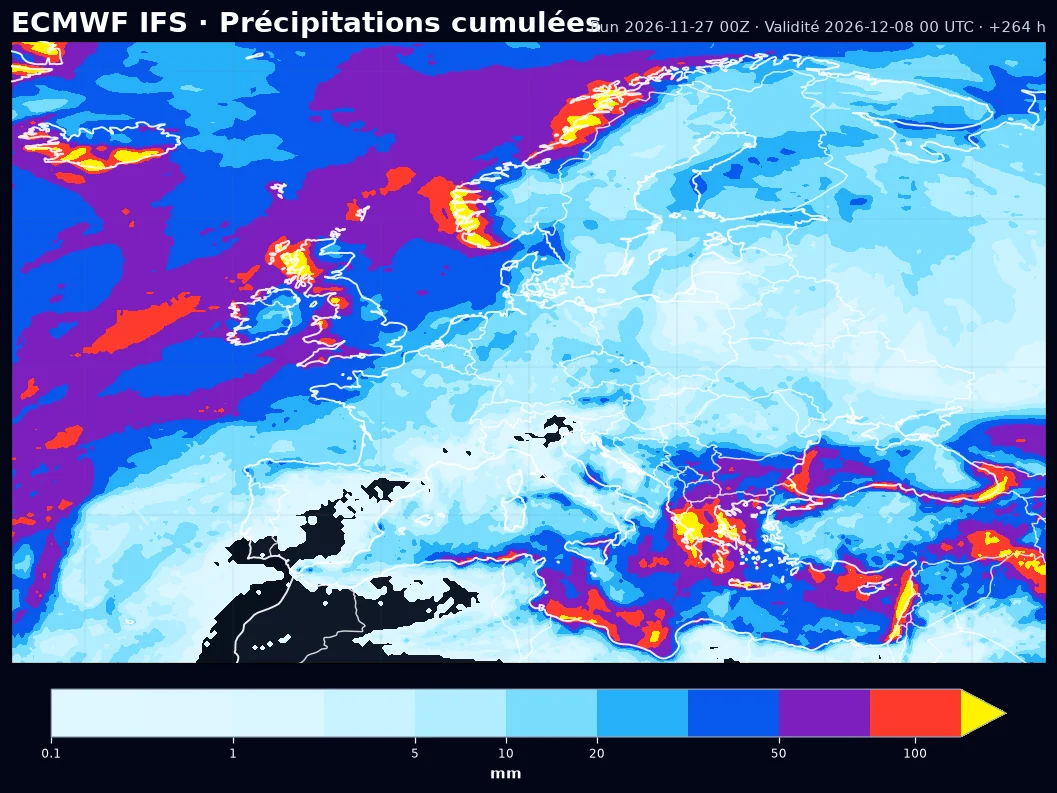 ECMWF IFS · Précipitations cumulées
Run 2026-11-27 00Z · Validité 2026-12-08 00 UTC · +264 h
0.1 1 5 10 20 50 100
mm